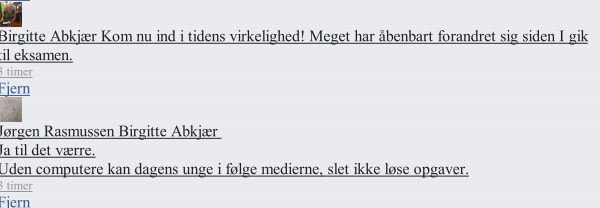 Birgitte Abkjær Kom nu ind i tidens virkelighed! Meget har åbenbart forandret sig siden I gik
til eksamen.
3 timer
Fjern
Jørgen Rasmussen Birgitte Abkjær
Ja til det værre.
Uden computere kan dagens unge i følge medierne, slet ikke løse opgaver.
3 timer
Fjern